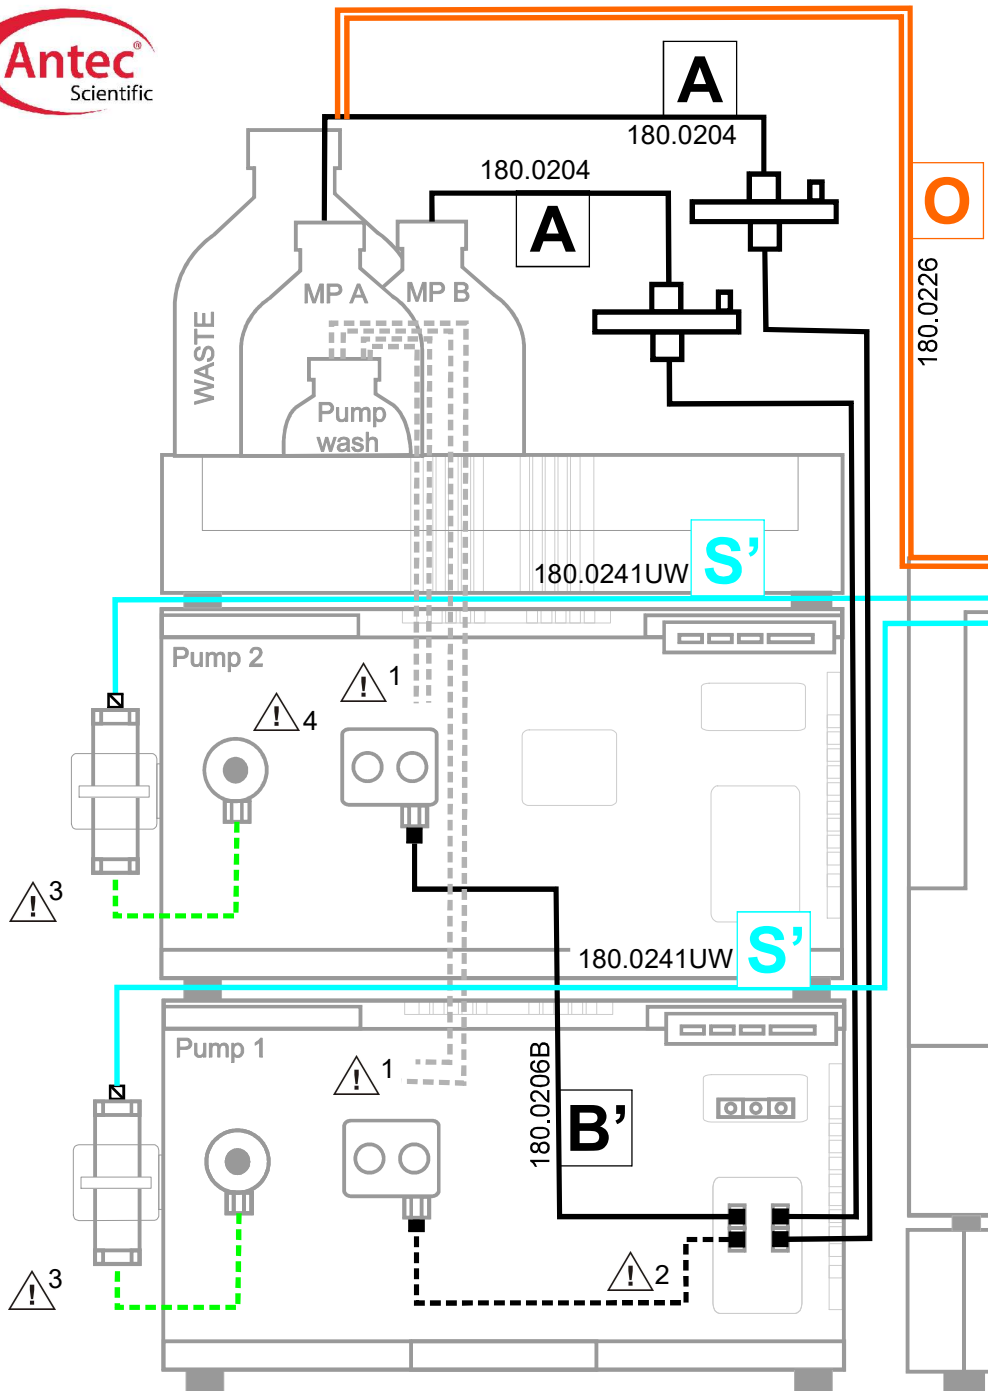 Antec®
Scientific
A
180.0204
180.0204
A
O
180.0226
MP A
MP B
WASTE
Pump
wash
180.0241UW
S’
Pump 2
! 1
! 4
! 3
180.0241UW
S’
Pump 1
! 1
180.0206B
B’
! 2
! 3